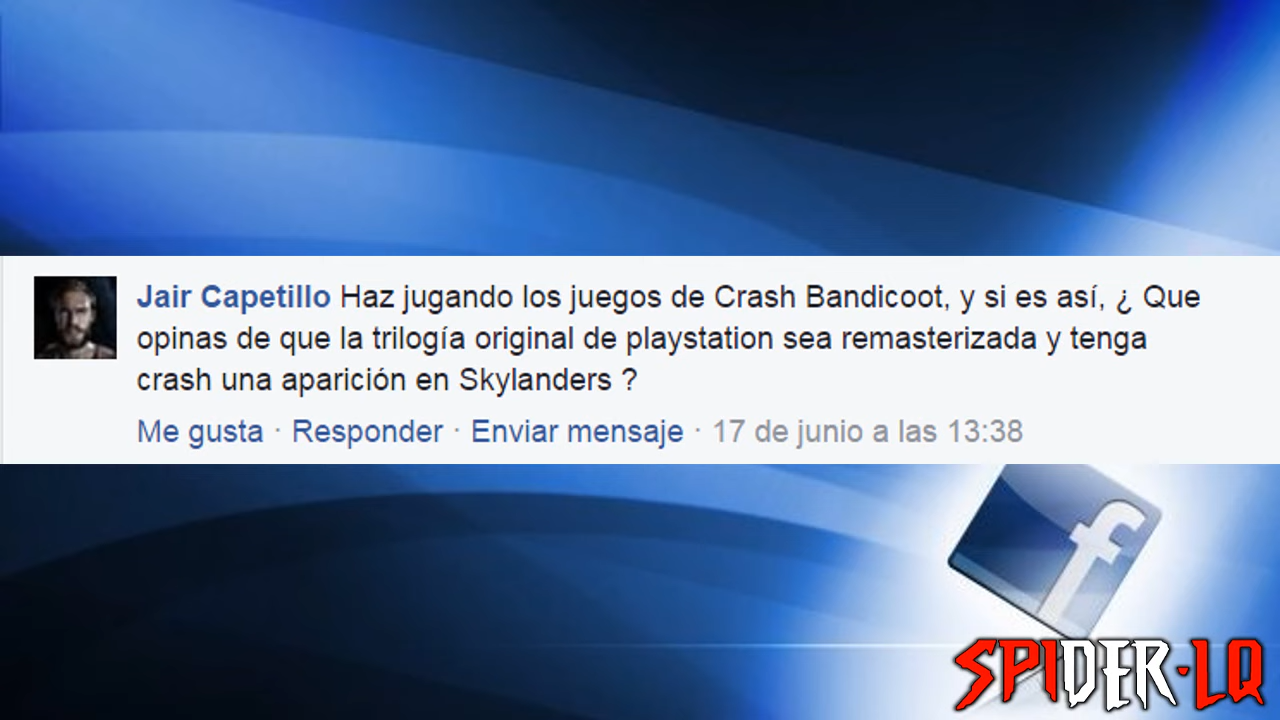 Jair Capetillo Haz jugando los juegos de Crash Bandicoot, y si es así, ¿ Que
opinas de que la trilogía original de playstation sea remasterizada y tenga
crash una aparición en Skylanders ?
Me gusta · Responder · Enviar mensaje · 17 de junio a las 13:38
f
SPIDER-LQ